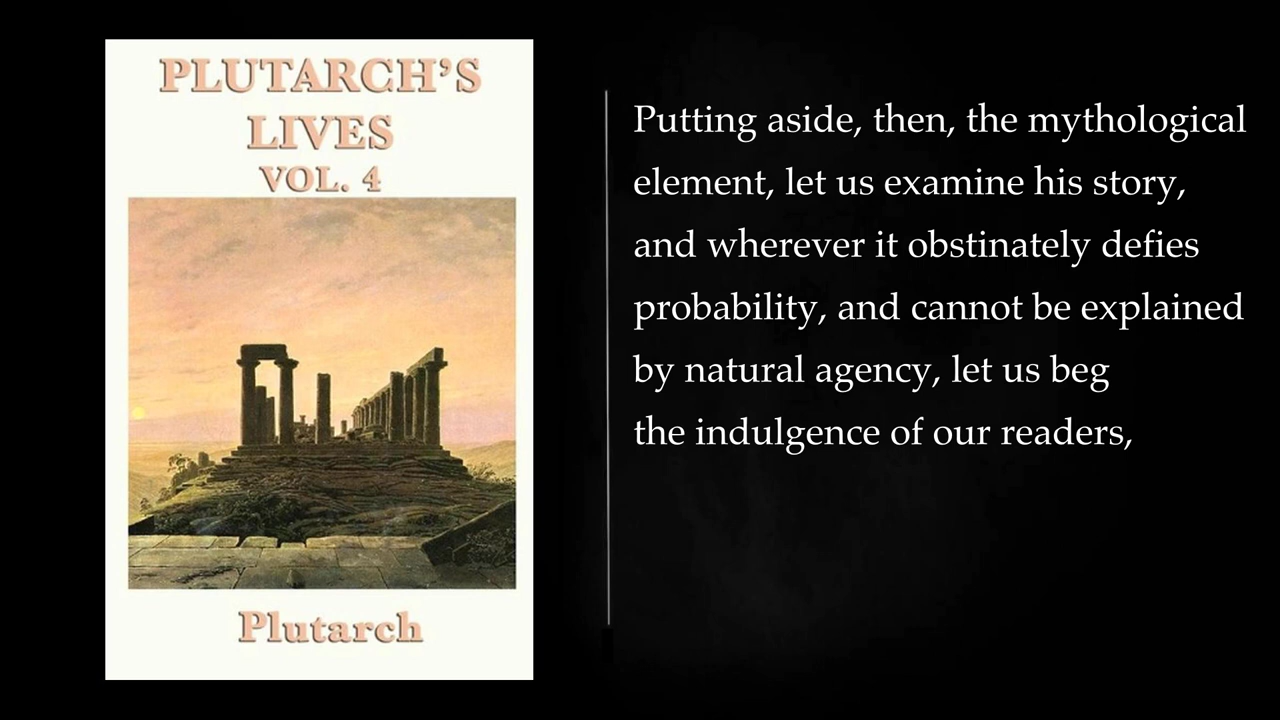 PLUTARCH'S
LIVES
VOL. 4
Plutarch
Putting aside, then, the mythological
element, let us examine his story,
and wherever it obstinately defies
probability, and cannot be explained
by natural agency, let us beg
the indulgence of our readers,